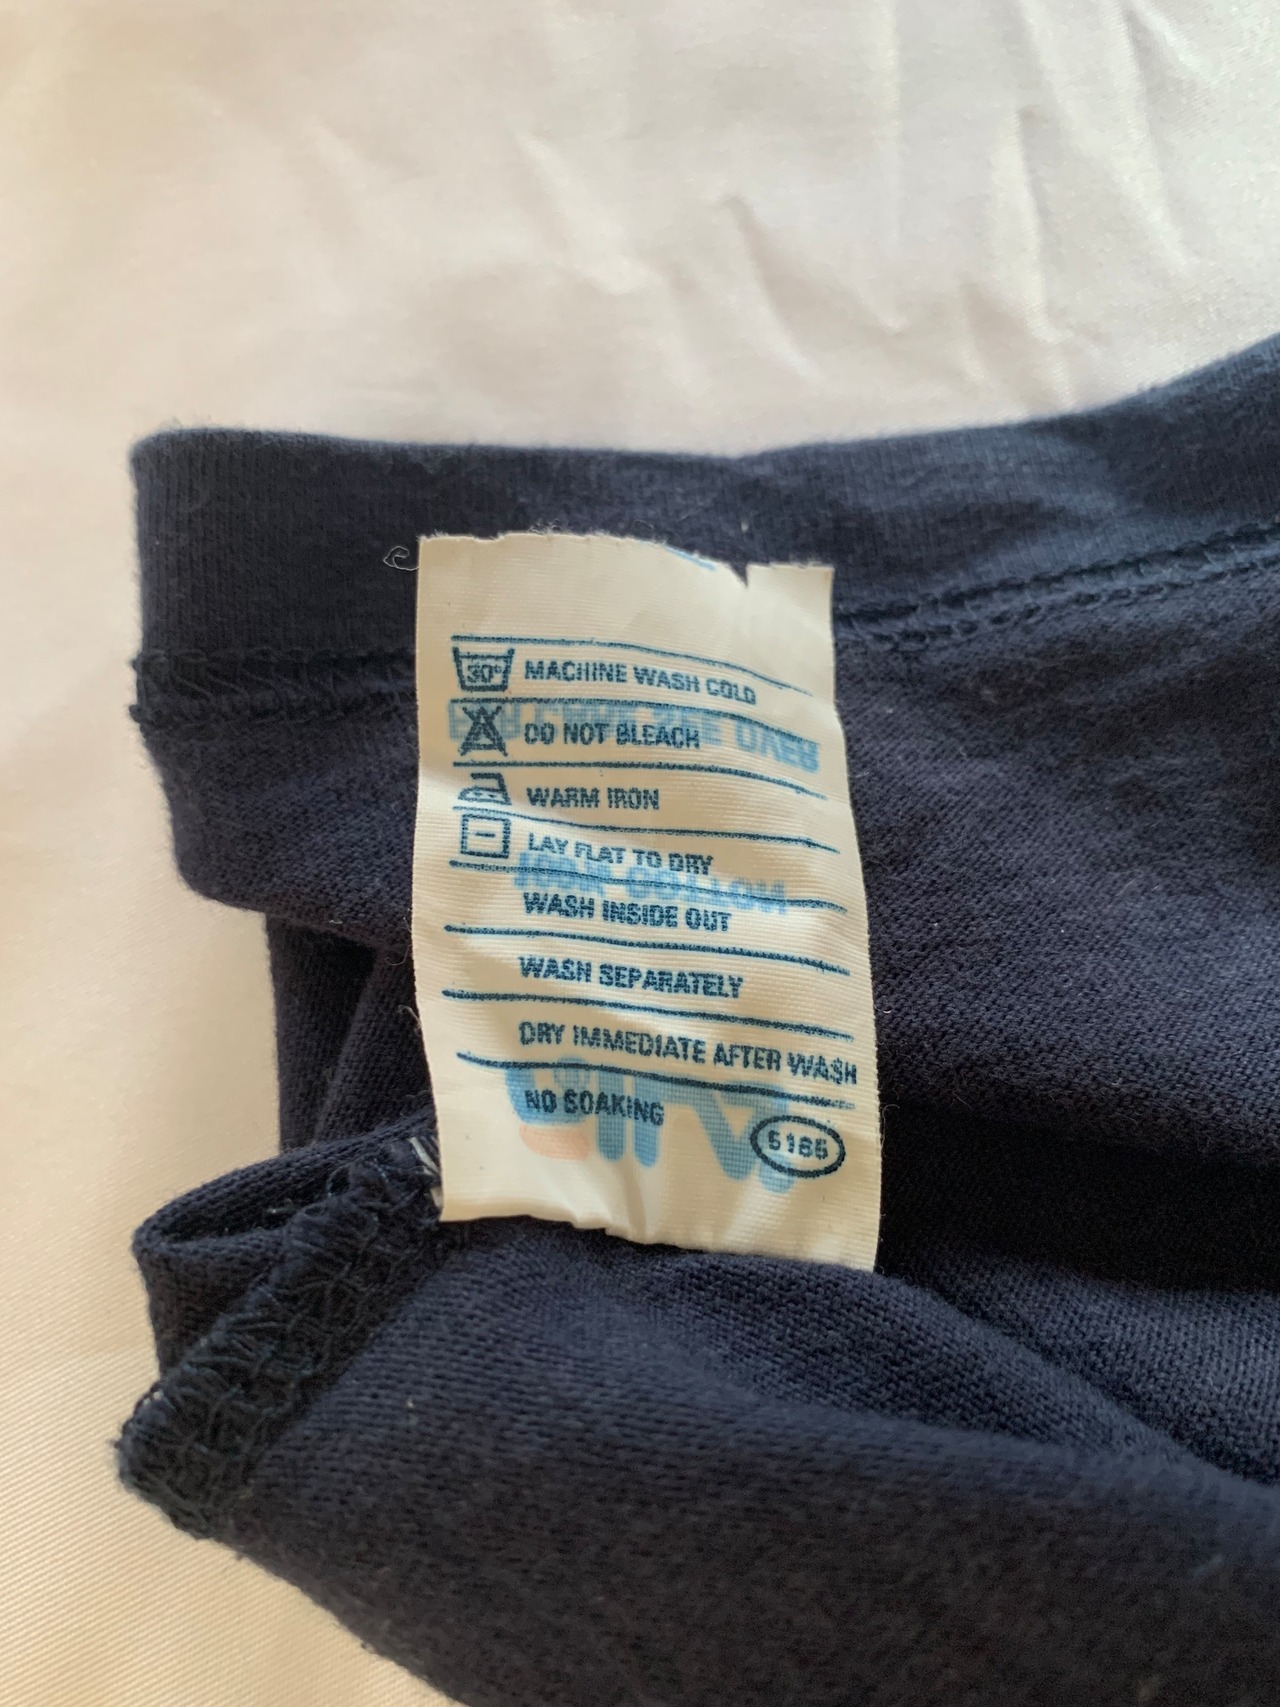 30°
MACHINE WASH COLD
DO NOT BLEACH
WARM IRON
LAY FLAT TO DRY
WASH INSIDE OUT
WASH SEPARATELY
DRY IMMEDIATE AFTER WASH
NO SOAKING
5165